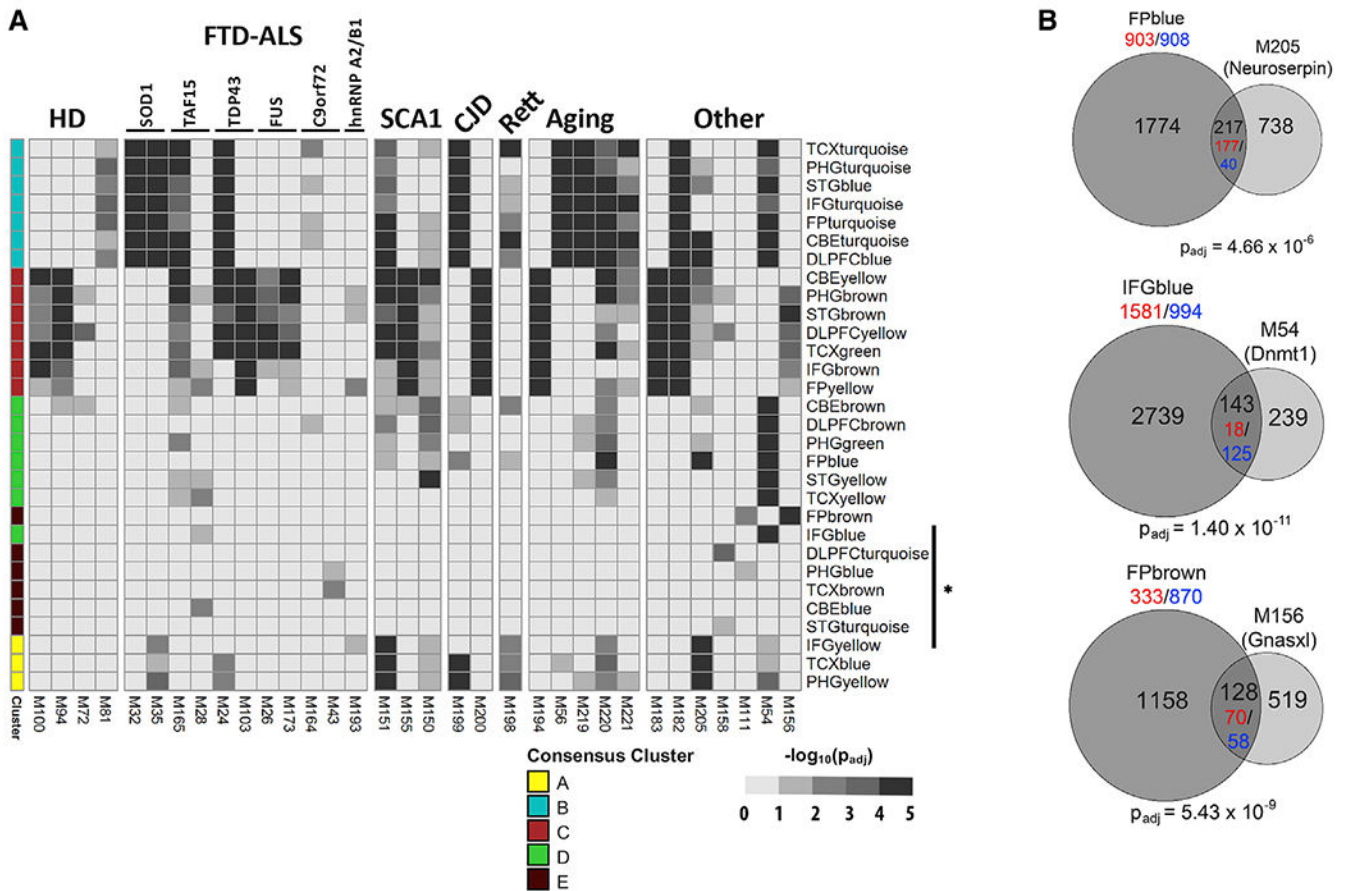 A
FTD-ALS
HD
SOD1
TAF15
TDP43
FUS
C9orf72
hnRNP A2/B1
SCA1
CJD
Rett
Aging
Other
TCXturquoise
PHGturquoise
STGblue
IFGturquoise
FPturquoise
CBEturquoise
DLPFCblue
CBEyellow
PHGbrown
STGbrown
DLPFCyellow
TCXgreen
IFGbrown
FPyellow
CBEbrown
DLPFCbrown
PHGgreen
FPblue
STGyellow
TCXyellow
FPbrown
IFGblue
DLPFCturquoise
PHGblue
TCXbrown
CBEblue
STGturquoise
IFGyellow
TCXblue
PHGyellow
*
Cluster
M100
M94
M72
M81
M32
M35
M165
M28
M24
M103
M26
M173
M164
M43
M193
M151
M155
M150
M199
M200
M198
M194
M56
M219
M220
M221
M183
M182
M205
M158
M111
M54
M156
Consensus Cluster
A
B
C
D
E
-log10(padj)
0 1 2 3 4 5
B
FPblue
903/908
M205
(Neuroserpin)
1774 217 738
177/
40
padj = 4.66 x 10-6
IFGblue
1581/994
M54
(Dnmt1)
2739 143 239
18/
125
padj = 1.40 x 10-11
FPbrown
333/870
M156
(Gnasxl)
1158 128 519
70/
58
padj = 5.43 x 10-9